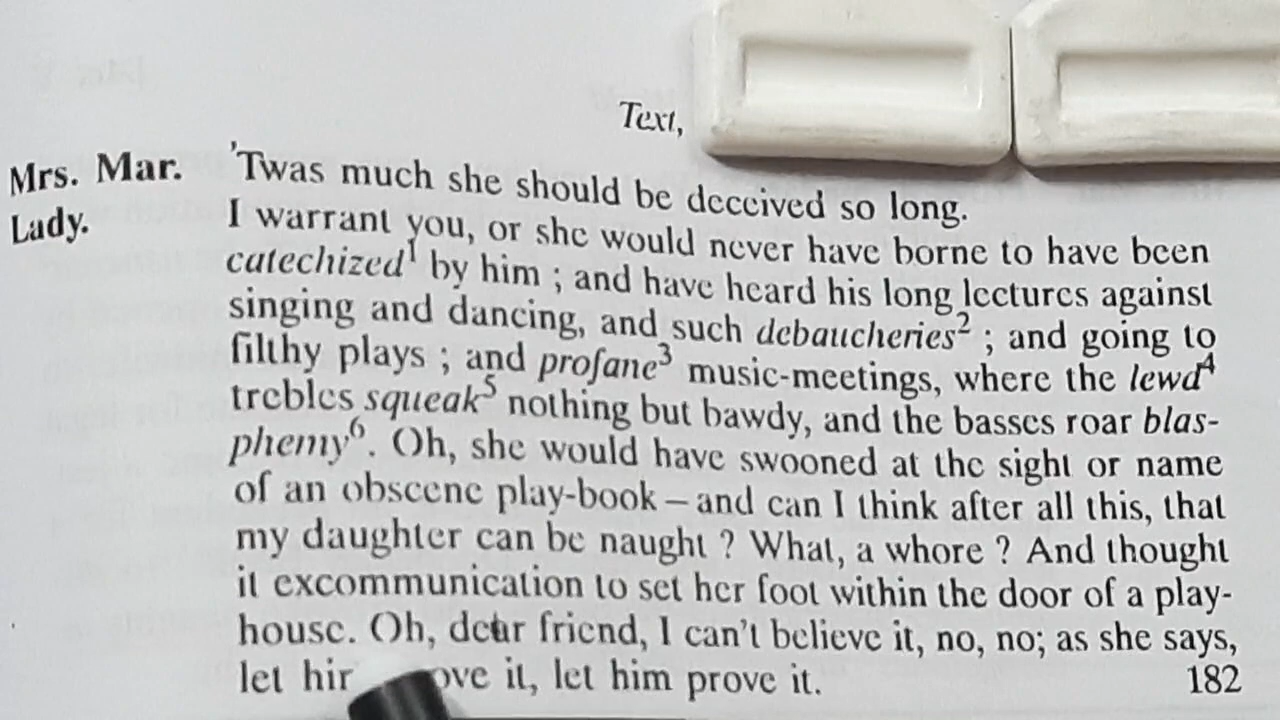 Text,
Mrs. Mar. 'Twas much she should be deceived so long.
Lady. I warrant you, or she would never have borne to have been
catechized1 by him ; and have heard his long lectures against
singing and dancing, and such debaucheries2 ; and going to
filthy plays ; and profane3 music-meetings, where the lewd4
trebles squeak5 nothing but bawdy, and the basses roar blas-
phemy6. Oh, she would have swooned at the sight or name
of an obscene play-book – and can I think after all this, that
my daughter can be naught ? What, a whore ? And thought
it excommunication to set her foot within the door of a play-
house. Oh, dear friend, I can't believe it, no, no; as she says,
let it, let him prove it. 182